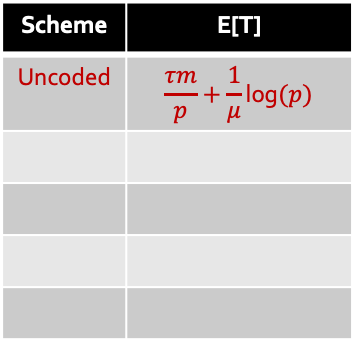 Scheme E[T]
Uncoded τm/p + 1/μ log(p)